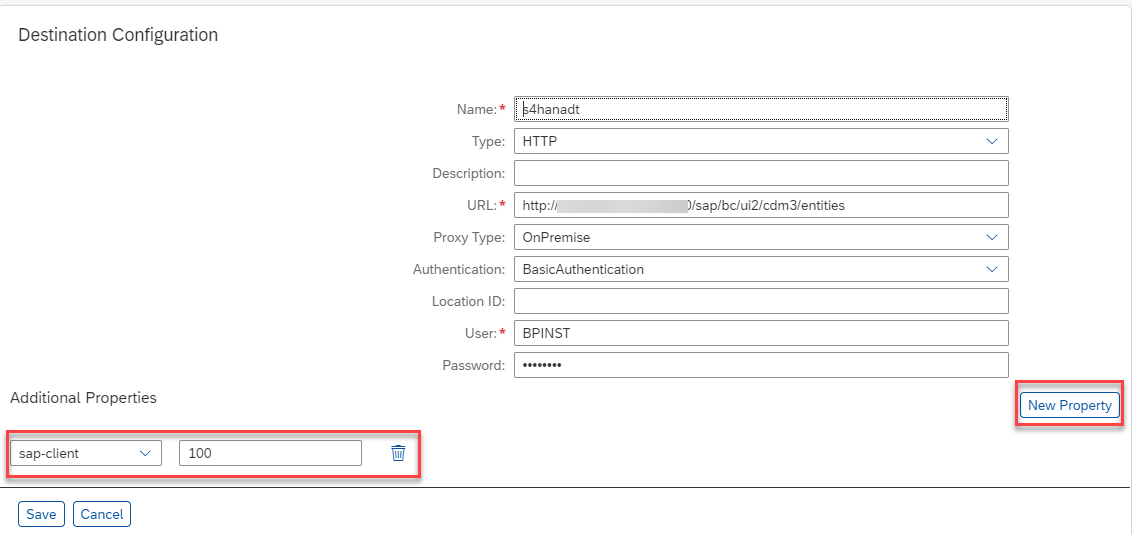 Destination Configuration
Name:* s4hanadt
Type: HTTP
Description:
URL:* http:// /sap/bc/ui2/cdm3/entities
Proxy Type: OnPremise
Authentication: BasicAuthentication
Location ID:
User:* BPINST
Password: ••••••••
Additional Properties
New Property
sap-client 100
Save Cancel